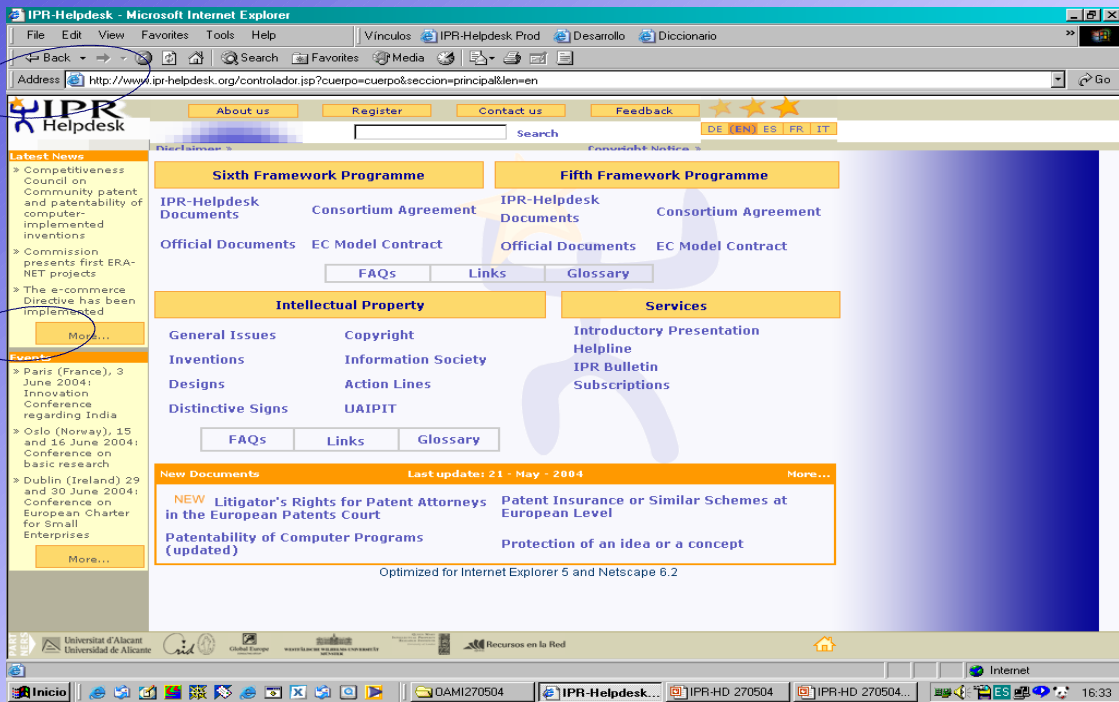 IPR-Helpdesk - Microsoft Internet Explorer
File Edit View Favorites Tools Help Vínculos IPR-Helpdesk Prod Desarrollo Diccionario »
Back Search Favorites Media
Address http://www.ipr-helpdesk.org/controlador.jsp?cuerpo=cuerpo&seccion=principal&len=en Go
IPR
Helpdesk
About us Register Contact us Feedback
Search
DE (EN) ES FR IT
Disclaimer » Copyright Notice »
Latest News
» Competitiveness
Council on
Community patent
and patentability of
computer-
implemented
inventions
» Commission
presents first ERA-
NET projects
» The e-commerce
Directive has been
implemented
More...
Events
» Paris (France), 3
June 2004:
Innovation
Conference
regarding India
» Oslo (Norway), 15
and 16 June 2004:
Conference on
basic research
» Dublin (Ireland) 29
and 30 June 2004:
Conference on
European Charter
for Small
Enterprises
More...
Sixth Framework Programme
IPR-Helpdesk
Documents
Consortium Agreement
Official Documents EC Model Contract
Fifth Framework Programme
IPR-Helpdesk
Documents
Consortium Agreement
Official Documents EC Model Contract
FAQs Links Glossary
Intellectual Property
General Issues Copyright
Inventions Information Society
Designs Action Lines
Distinctive Signs UAIPIT
FAQs Links Glossary
Services
Introductory Presentation
Helpline
IPR Bulletin
Subscriptions
New Documents Last update: 21 - May - 2004 More...
NEW Litigator's Rights for Patent Attorneys
in the European Patents Court
Patent Insurance or Similar Schemes at
European Level
Patentability of Computer Programs
(updated)
Protection of an idea or a concept
Optimized for Internet Explorer 5 and Netscape 6.2
PARTNERS
Universitat d'Alacant
Universidad de Alicante
crid
Global Europe
WESTFÄLISCHE WILHELMS-UNIVERSITÄT
MÜNSTER
Recursos en la Red
Internet
Inicio OAMI270504 IPR-Helpdesk... IPR-HD 270504 IPR-HD 270504... ES 16:33